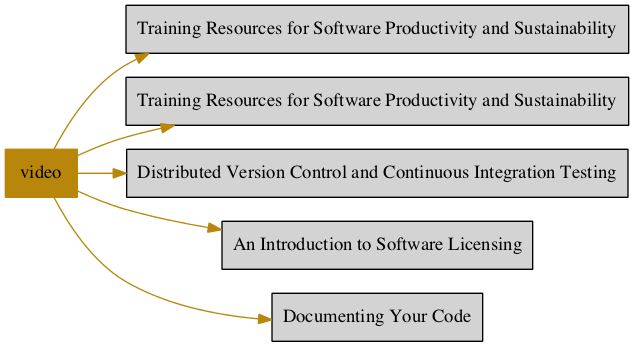 Training Resources for Software Productivity and Sustainability
Training Resources for Software Productivity and Sustainability
video
Distributed Version Control and Continuous Integration Testing
An Introduction to Software Licensing
Documenting Your Code